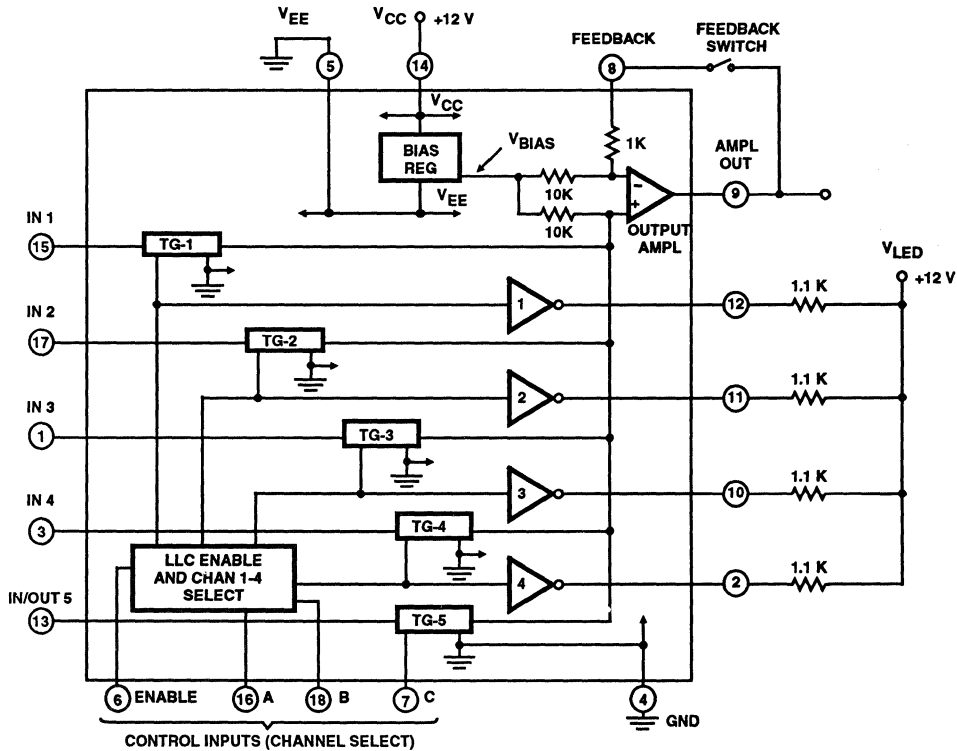 VEE
VCC +12 V
FEEDBACK
FEEDBACK
SWITCH
5
14
8
VCC
BIAS
REG
VBIAS
1K
AMPL
OUT
10K
–
+
9
VEE
10K
OUTPUT
AMPL
IN 1
15
TG-1
VLED
+12 V
1
12
1.1 K
IN 2
17
TG-2
2
11
1.1 K
IN 3
1
TG-3
3
10
1.1 K
IN 4
3
TG-4
LLC ENABLE
AND CHAN 1-4
SELECT
4
2
1.1 K
IN/OUT 5
13
TG-5
6 ENABLE
16 A
18 B
7 C
4
GND
CONTROL INPUTS (CHANNEL SELECT)